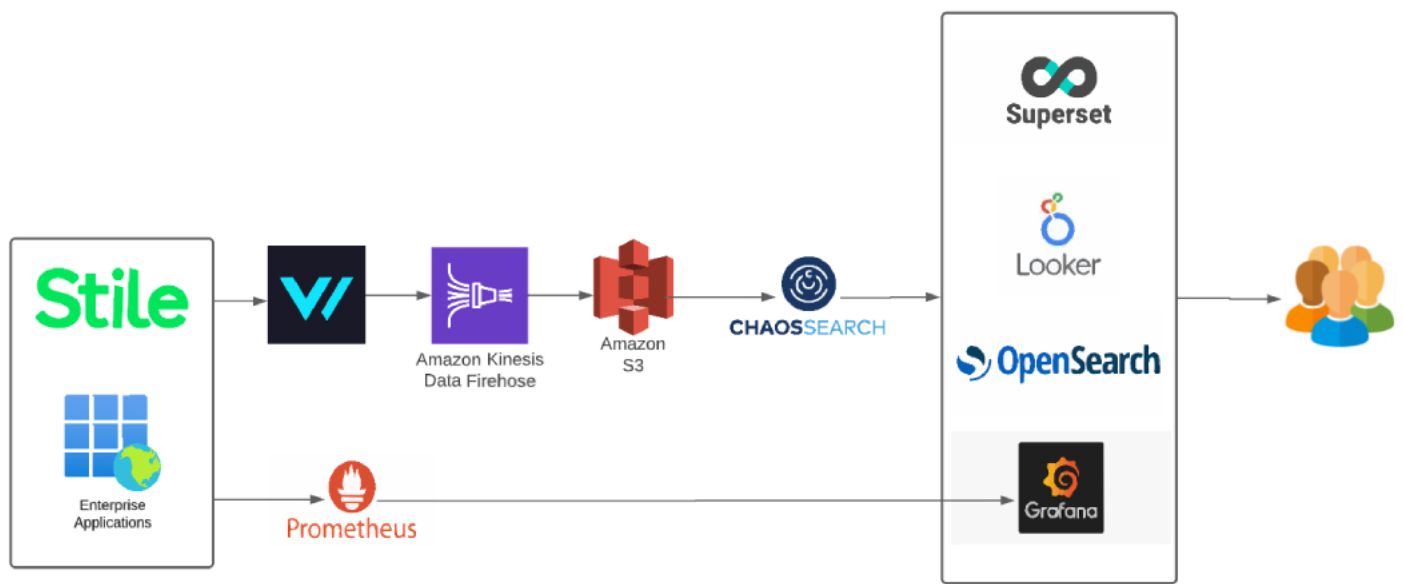 Superset
Looker
Stile
Amazon Kinesis
Data Firehose
Amazon
S3
CHAOSSEARCH
OpenSearch
Enterprise
Applications
Prometheus
Grafana